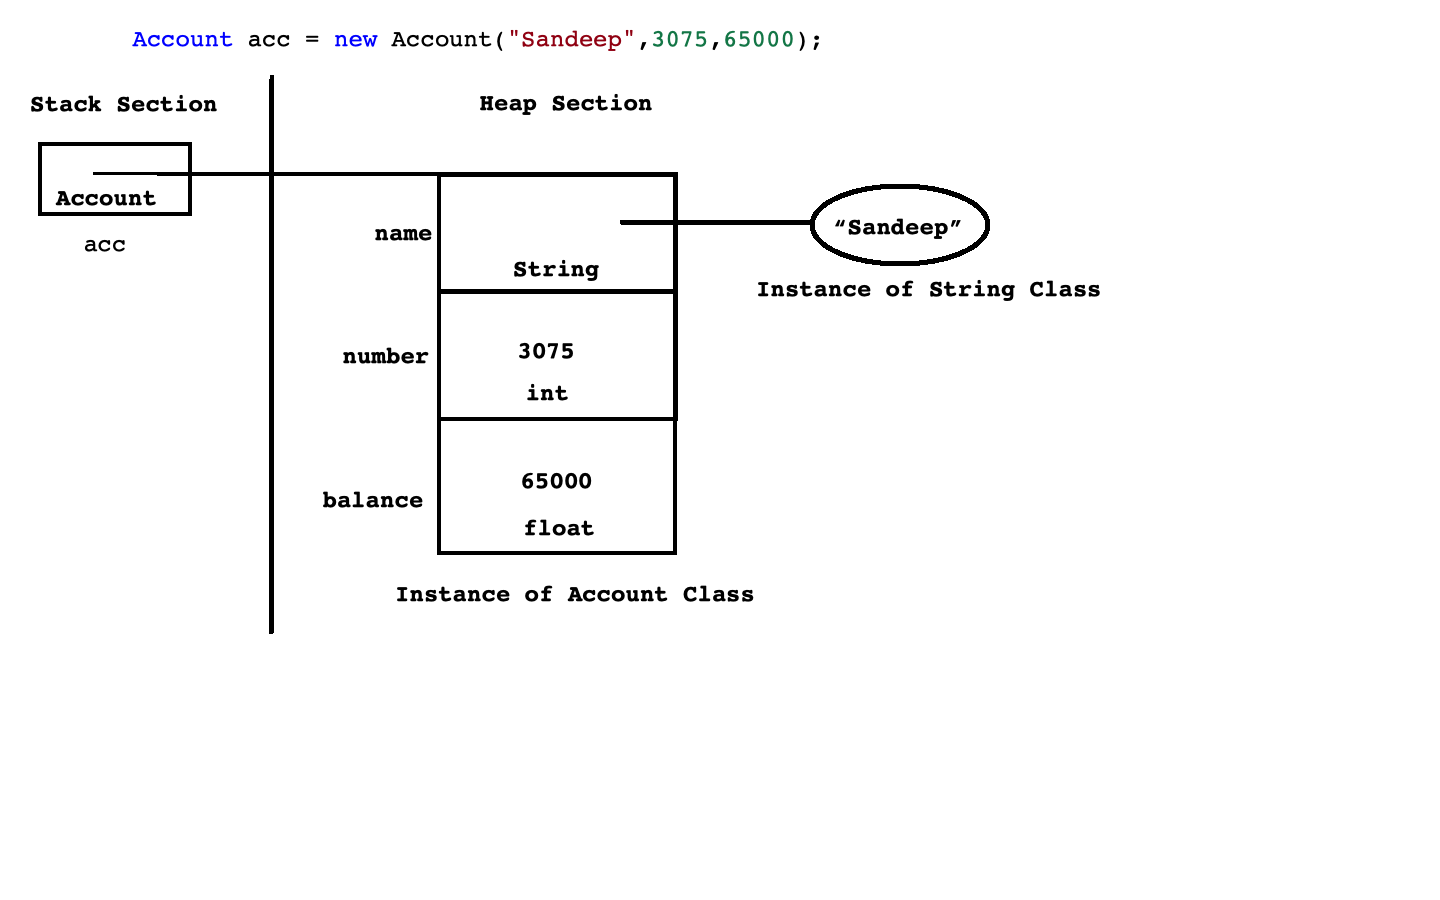 Account acc = new Account("Sandeep",3075,65000);
Stack Section
Heap Section
Account
acc
name
String
“Sandeep”
Instance of String Class
number
3075
int
balance
65000
float
Instance of Account Class